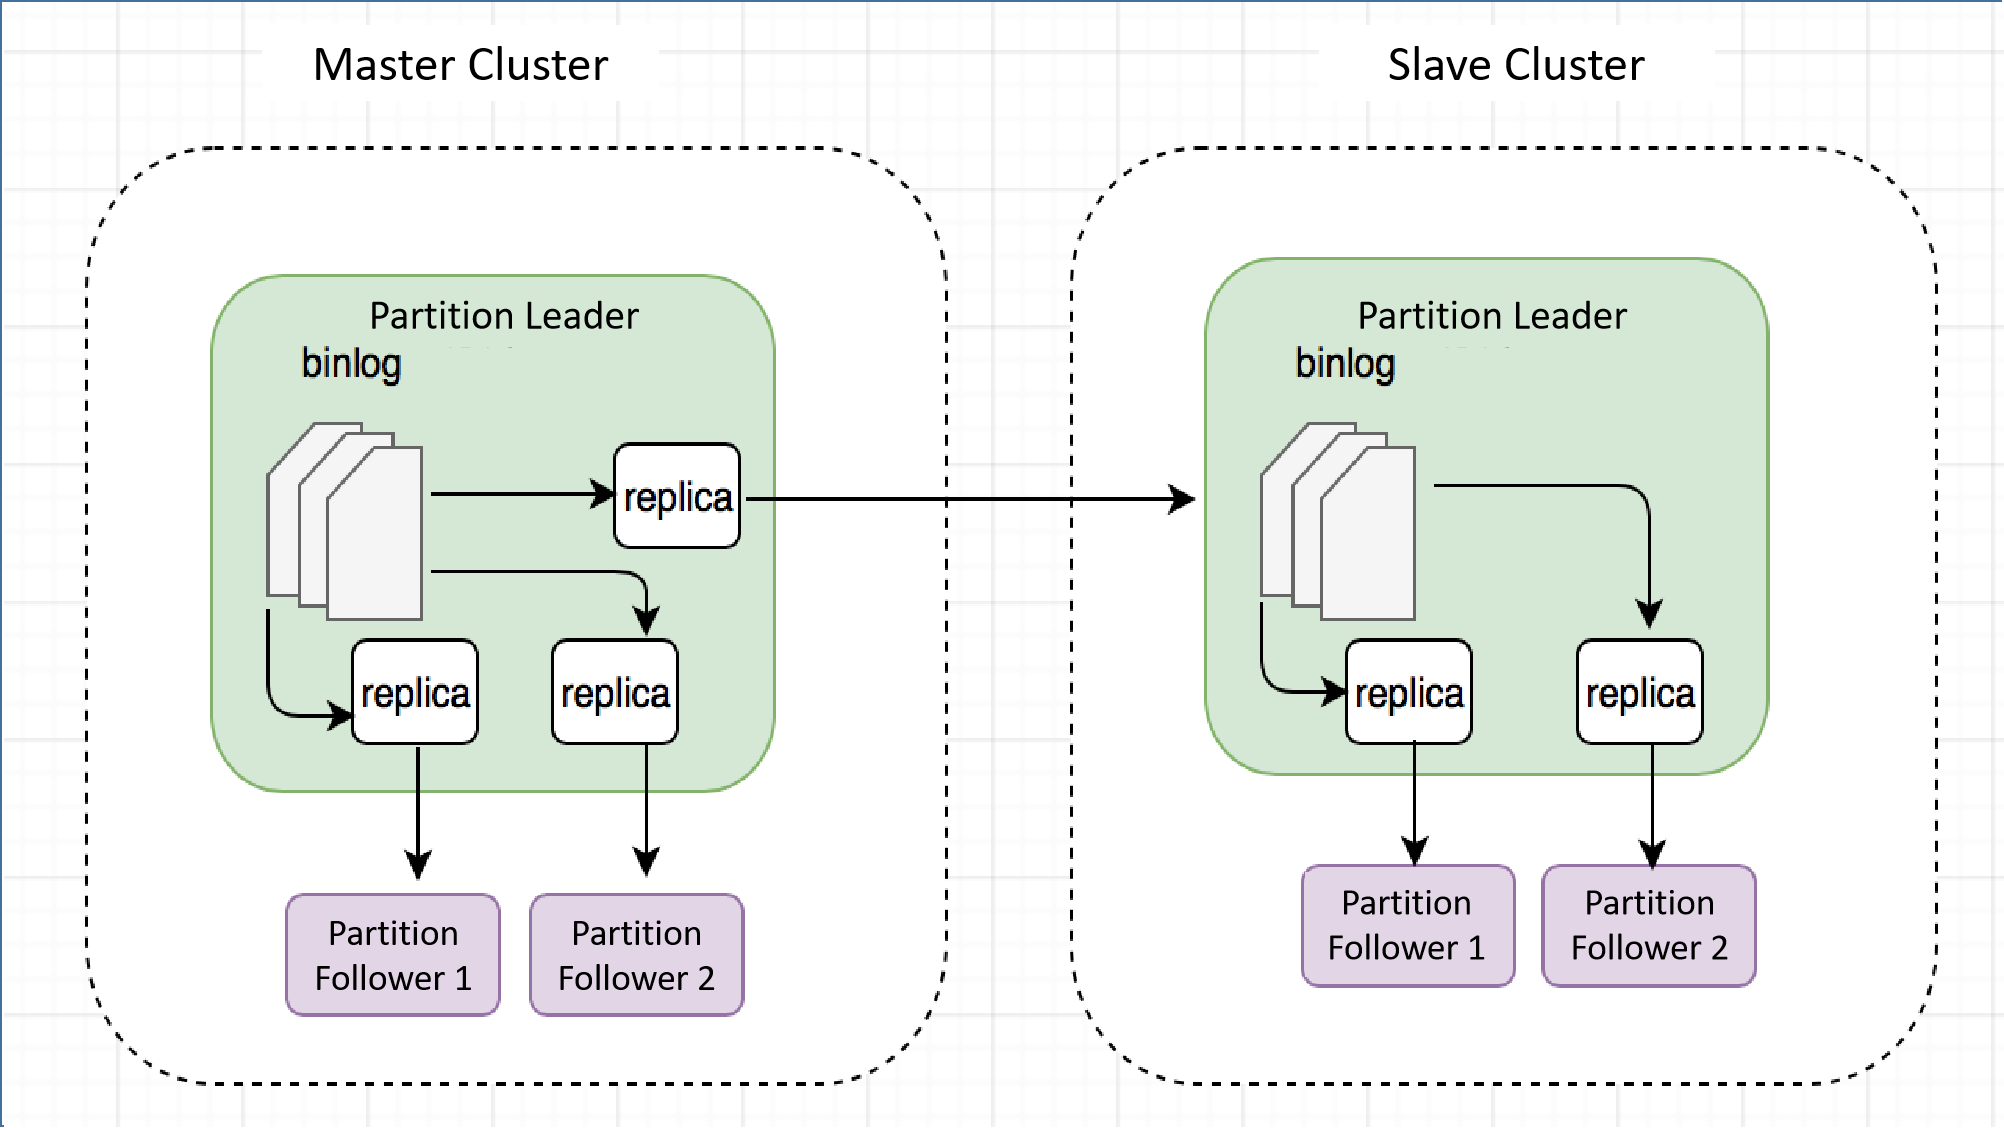 Master Cluster
Slave Cluster
Partition Leader
binlog
replica
replica
replica
Partition
Follower 1
Partition
Follower 2
Partition Leader
binlog
replica
replica
Partition
Follower 1
Partition
Follower 2